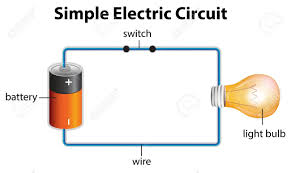 Simple Electric Circuit
switch
battery
+
-
light bulb
wire